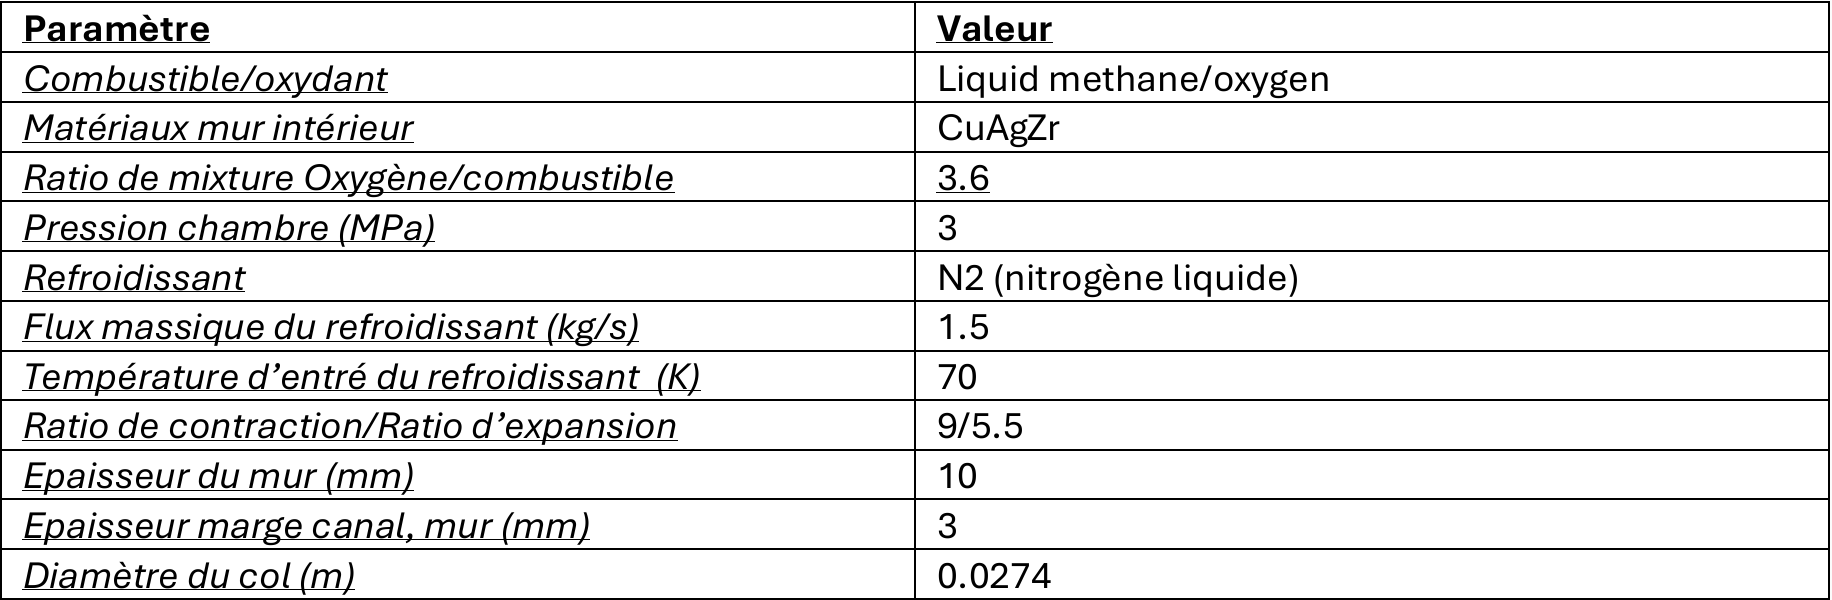 Paramètre Valeur
Combustible/oxydant Liquid methane/oxygen
Matériaux mur intérieur CuAgZr
Ratio de mixture Oxygène/combustible 3.6
Pression chambre (MPa) 3
Refroidissant N2 (nitrogène liquide)
Flux massique du refroidissant (kg/s) 1.5
Température d’entré du refroidissant  (K) 70
Ratio de contraction/Ratio d’expansion 9/5.5
Epaisseur du mur (mm) 10
Epaisseur marge canal, mur (mm) 3
Diamètre du col (m) 0.0274